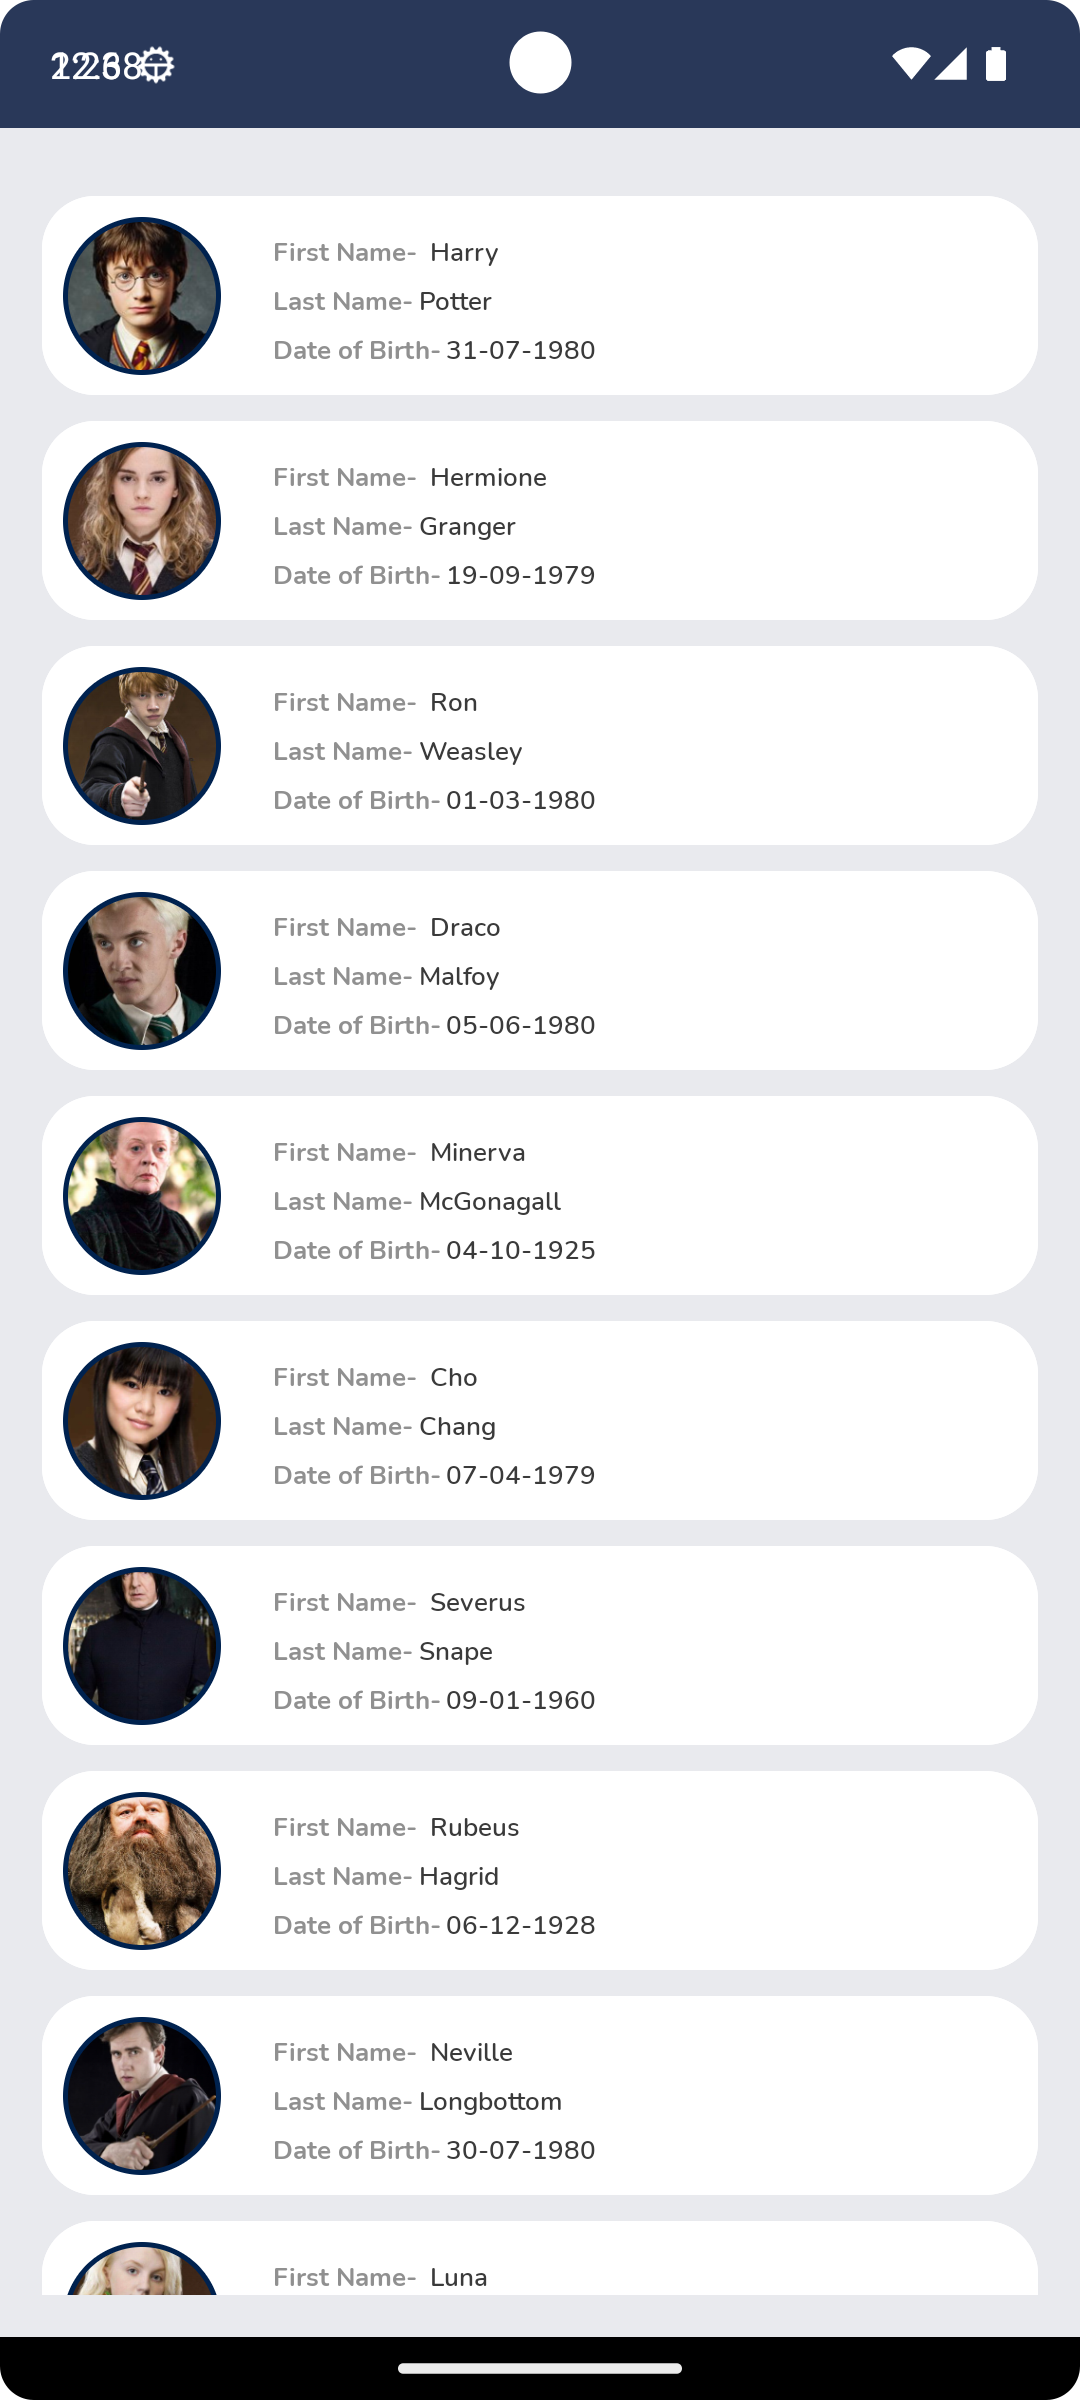 First Name- Harry
Last Name- Potter
Date of Birth- 31-07-1980
First Name- Hermione
Last Name- Granger
Date of Birth- 19-09-1979
First Name- Ron
Last Name- Weasley
Date of Birth- 01-03-1980
First Name- Draco
Last Name- Malfoy
Date of Birth- 05-06-1980
First Name- Minerva
Last Name- McGonagall
Date of Birth- 04-10-1925
First Name- Cho
Last Name- Chang
Date of Birth- 07-04-1979
First Name- Severus
Last Name- Snape
Date of Birth- 09-01-1960
First Name- Rubeus
Last Name- Hagrid
Date of Birth- 06-12-1928
First Name- Neville
Last Name- Longbottom
Date of Birth- 30-07-1980
First Name- Luna